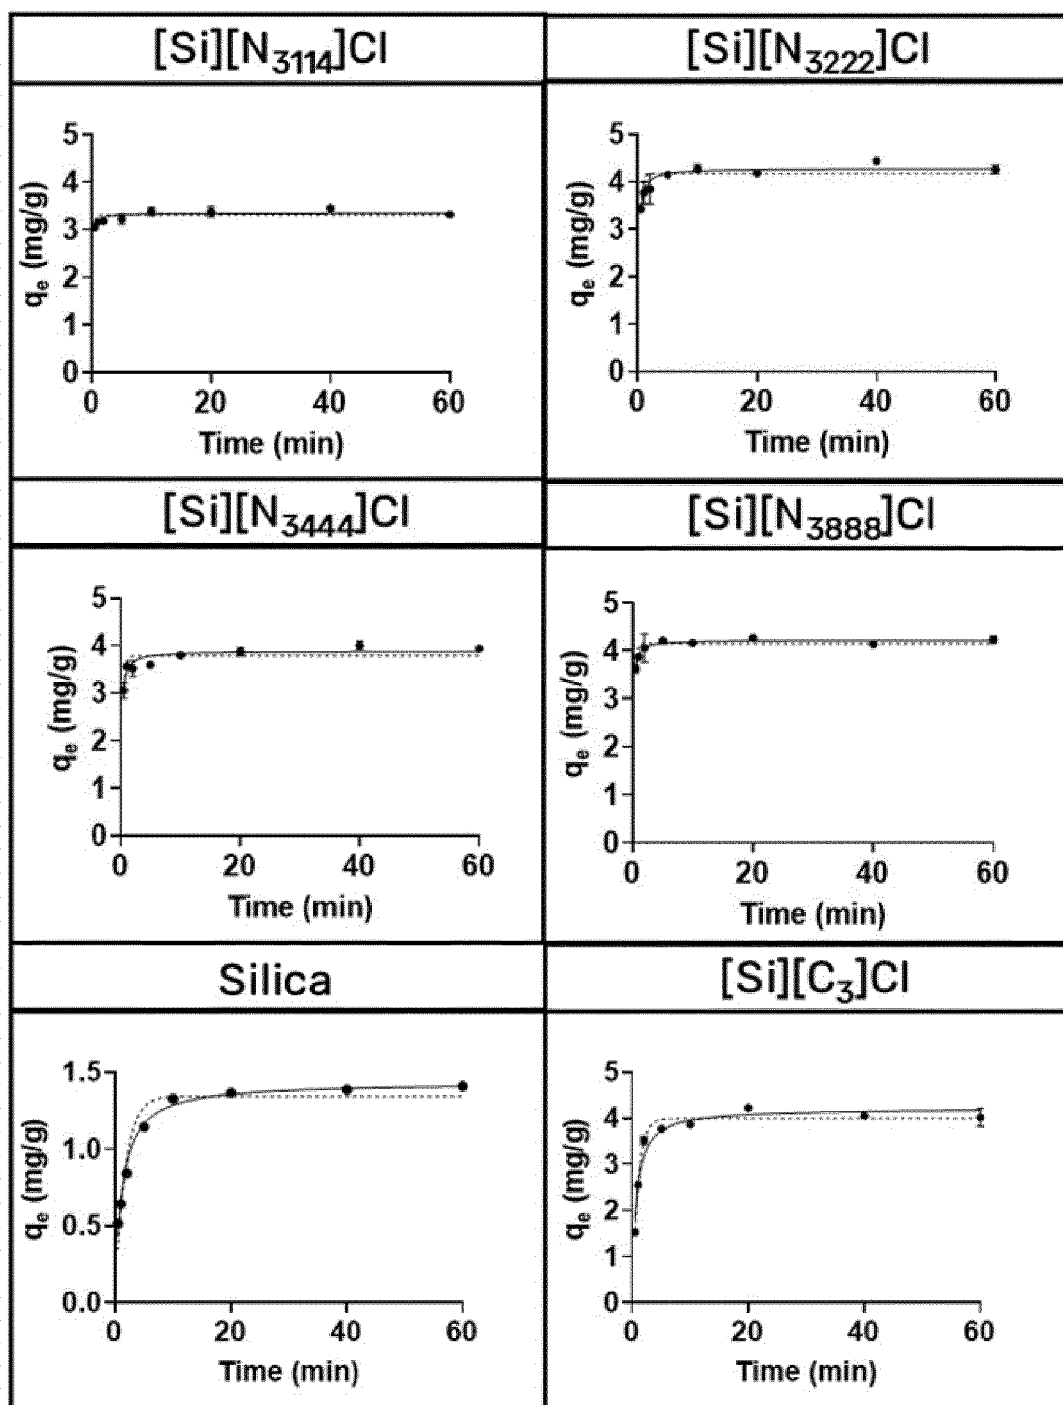 [Si][N3114]Cl
[Si][N3222]Cl
5
4
3
2
1
0
qe (mg/g)
0 20 40 60
Time (min)
5
4
3
2
1
0
qe (mg/g)
0 20 40 60
Time (min)
[Si][N3444]Cl
[Si][N3888]Cl
5
4
3
2
1
0
qe (mg/g)
0 20 40 60
Time (min)
5
4
3
2
1
0
qe (mg/g)
0 20 40 60
Time (min)
Silica
[Si][C3]Cl
1.5
1.0
0.5
0.0
qe (mg/g)
0 20 40 60
Time (min)
5
4
3
2
1
0
qe (mg/g)
0 20 40 60
Time (min)